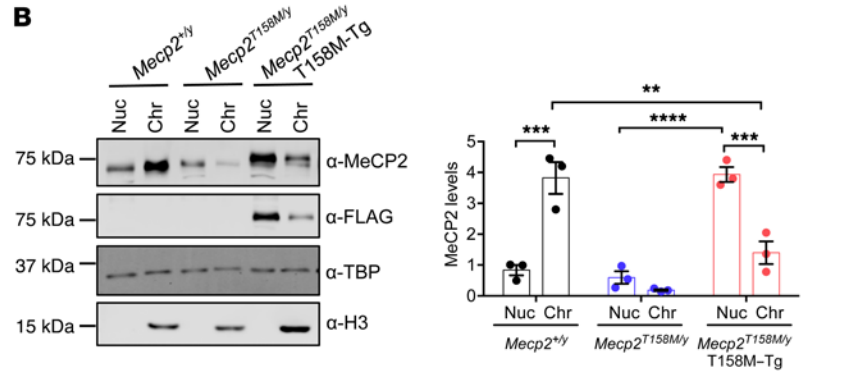 B
Mecp2+/y
Mecp2T158M/y
Mecp2T158M/y
T158M-Tg
Nuc Chr Nuc Chr Nuc Chr
75 kDa
α-MeCP2
75 kDa
α-FLAG
37 kDa
α-TBP
15 kDa
α-H3
**
****
***
***
MeCP2 levels
5
4
3
2
1
0
Nuc Chr Nuc Chr Nuc Chr
Mecp2+/y
Mecp2T158M/y
Mecp2T158M/y
T158M–Tg